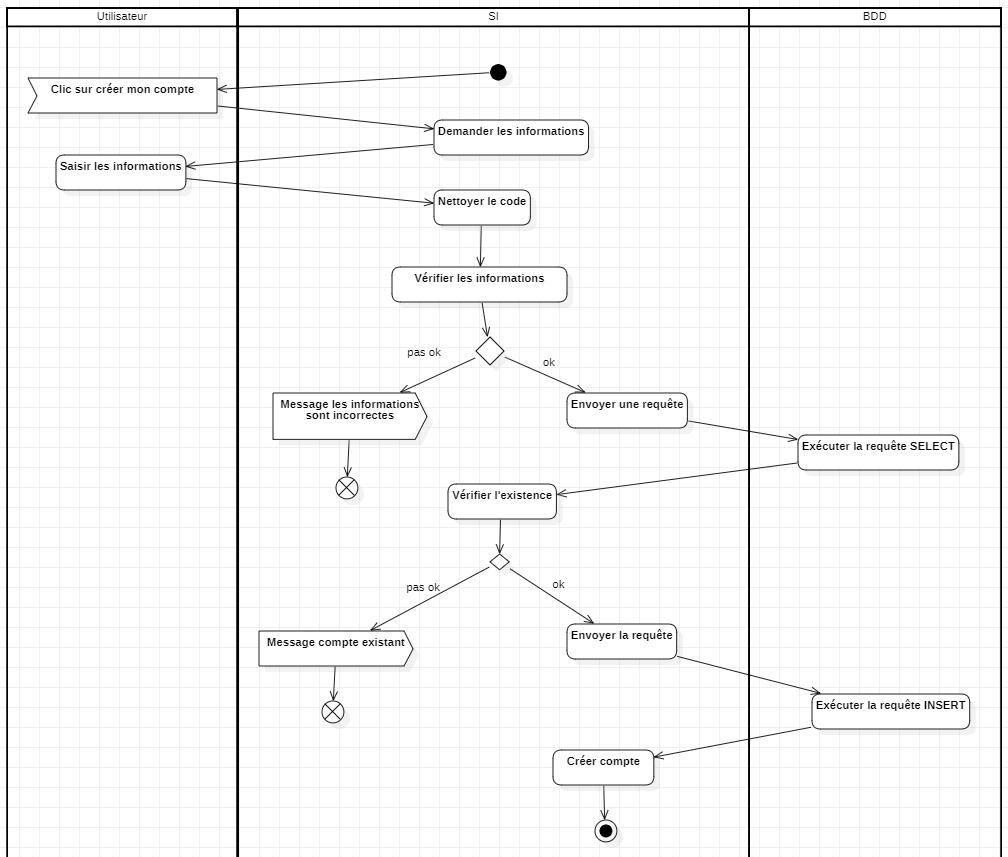 Utilisateur
SI
BDD
Clic sur créer mon compte
Demander les informations
Saisir les informations
Nettoyer le code
Vérifier les informations
pas ok
ok
Message les informations
sont incorrectes
Envoyer une requête
Exécuter la requête SELECT
Vérifier l'existence
pas ok
ok
Message compte existant
Envoyer la requête
Exécuter la requête INSERT
Créer compte